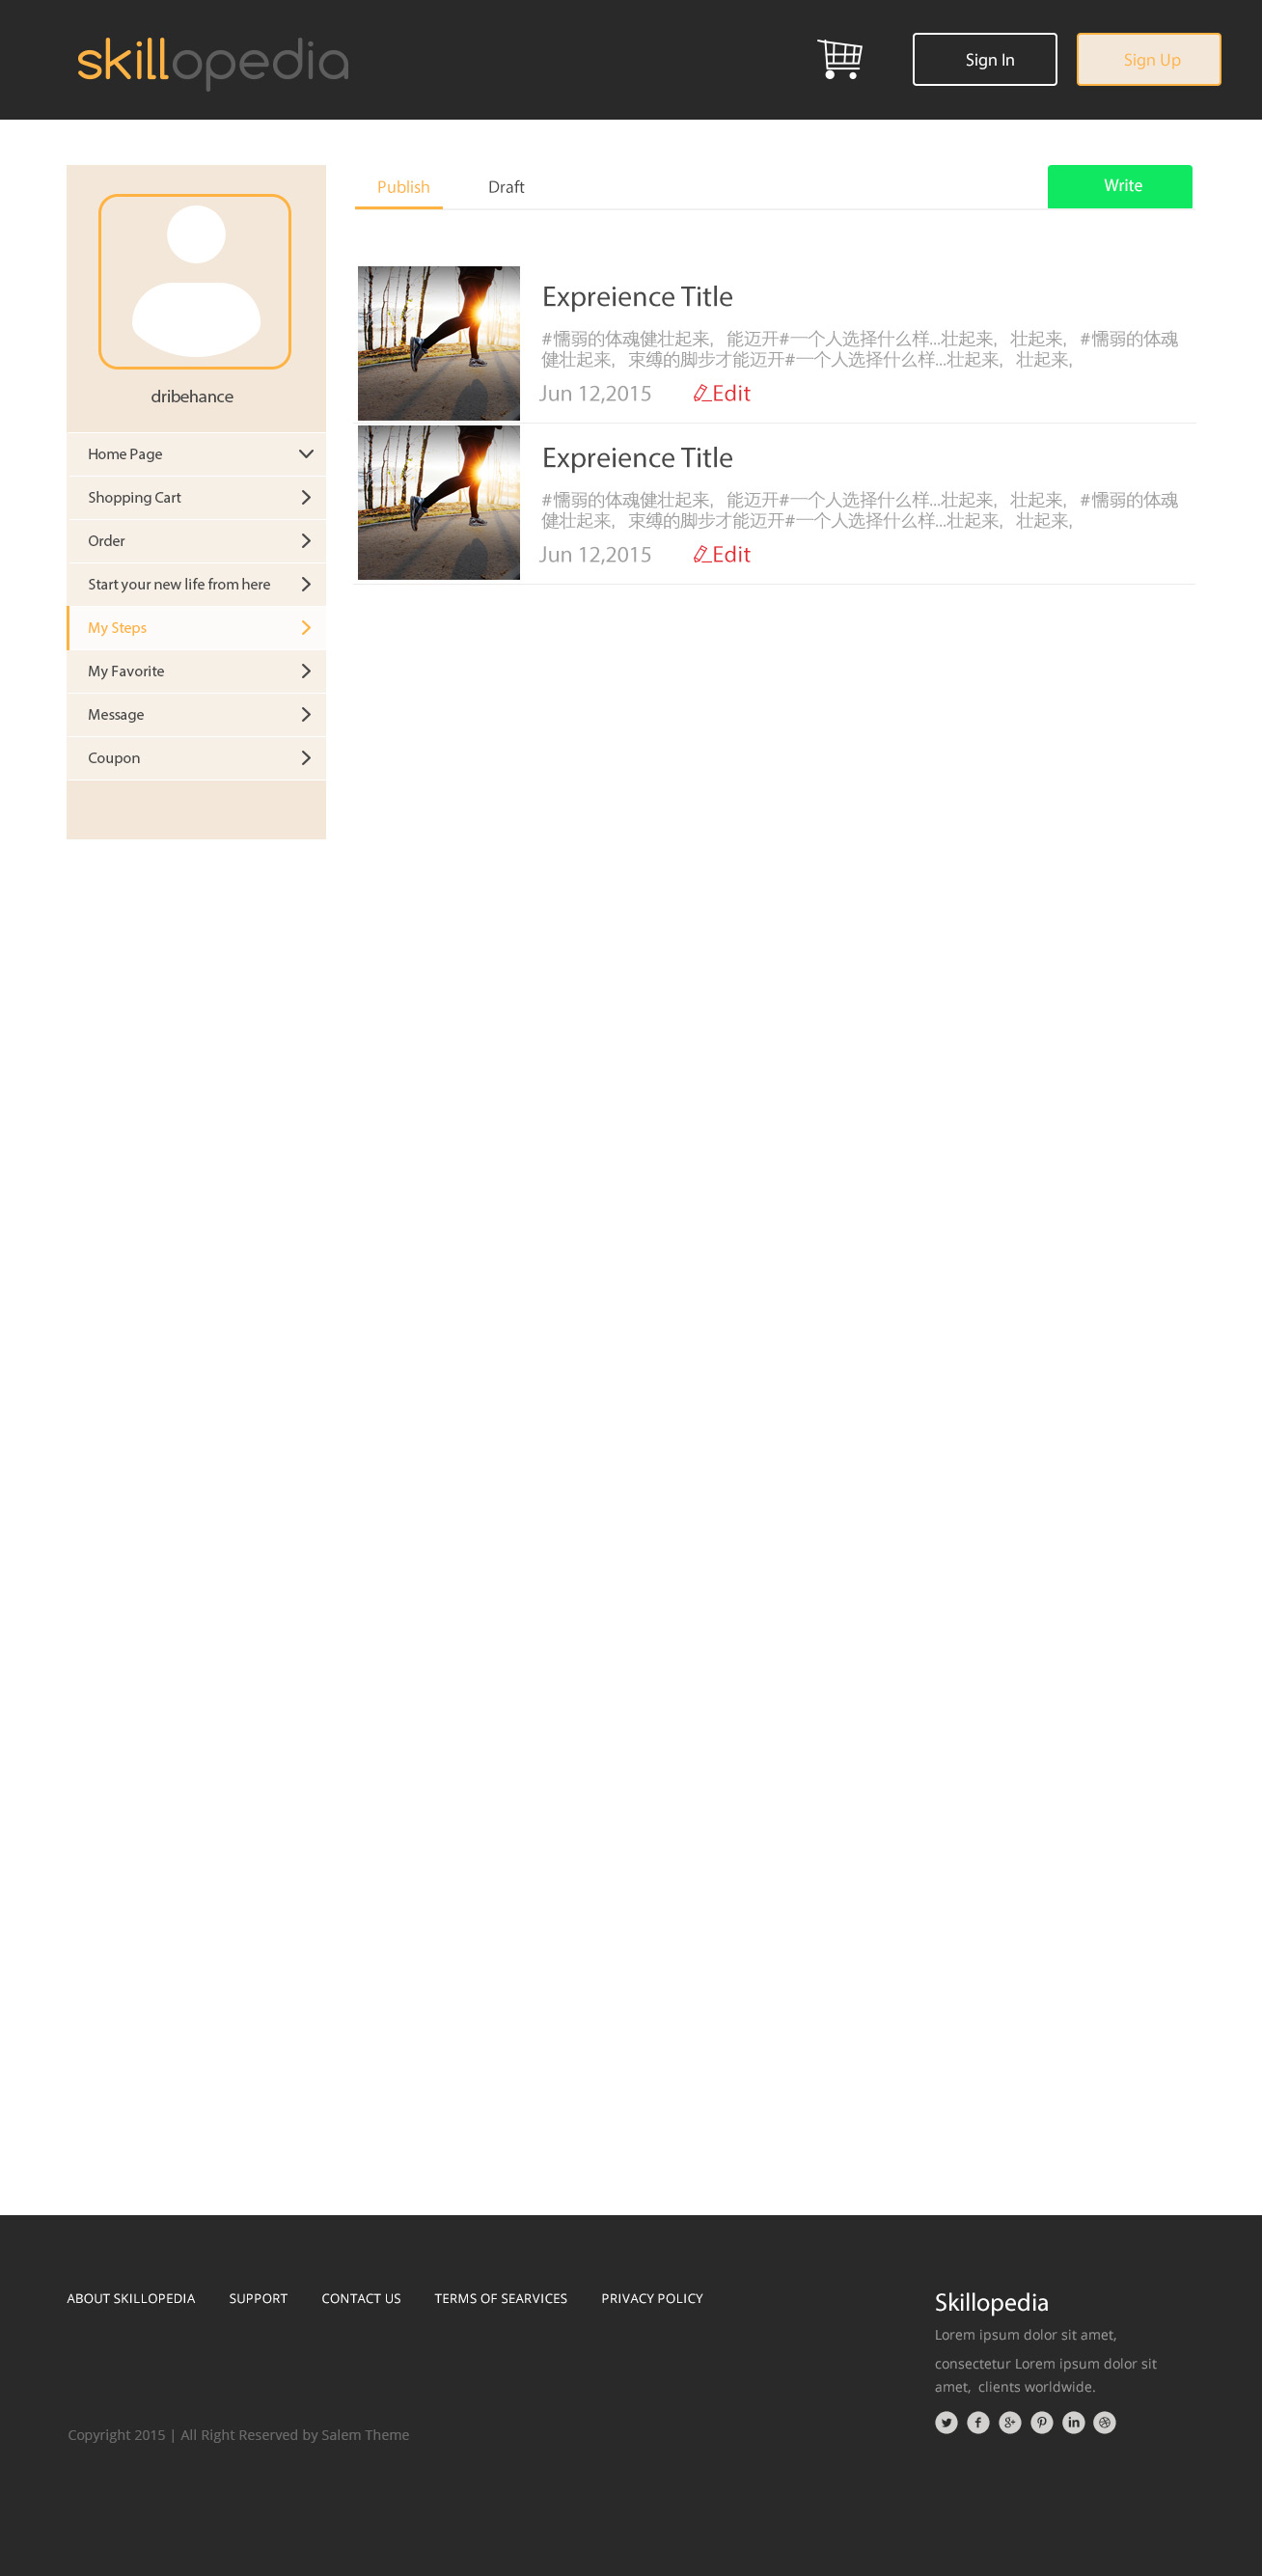 skillopedia
Sign In
Sign Up
dribehance
Home Page
Shopping Cart
Order
Start your new life from here
My Steps
My Favorite
Message
Coupon
Publish
Draft
Write
Expreience Title
#懦弱的体魂健壮起来，能迈开#一个人选择什么样...壮起来，壮起来，#懦弱的体魂
健壮起来，束缚的脚步才能迈开#一个人选择什么样...壮起来，壮起来，
Jun 12,2015
Edit
Expreience Title
#懦弱的体魂健壮起来，能迈开#一个人选择什么样...壮起来，壮起来，#懦弱的体魂
健壮起来，束缚的脚步才能迈开#一个人选择什么样...壮起来，壮起来，
Jun 12,2015
Edit
ABOUT SKILLOPEDIA
SUPPORT
CONTACT US
TERMS OF SEARVICES
PRIVACY POLICY
Copyright 2015 | All Right Reserved by Salem Theme
Skillopedia
Lorem ipsum dolor sit amet,
consectetur Lorem ipsum dolor sit
amet, clients worldwide.